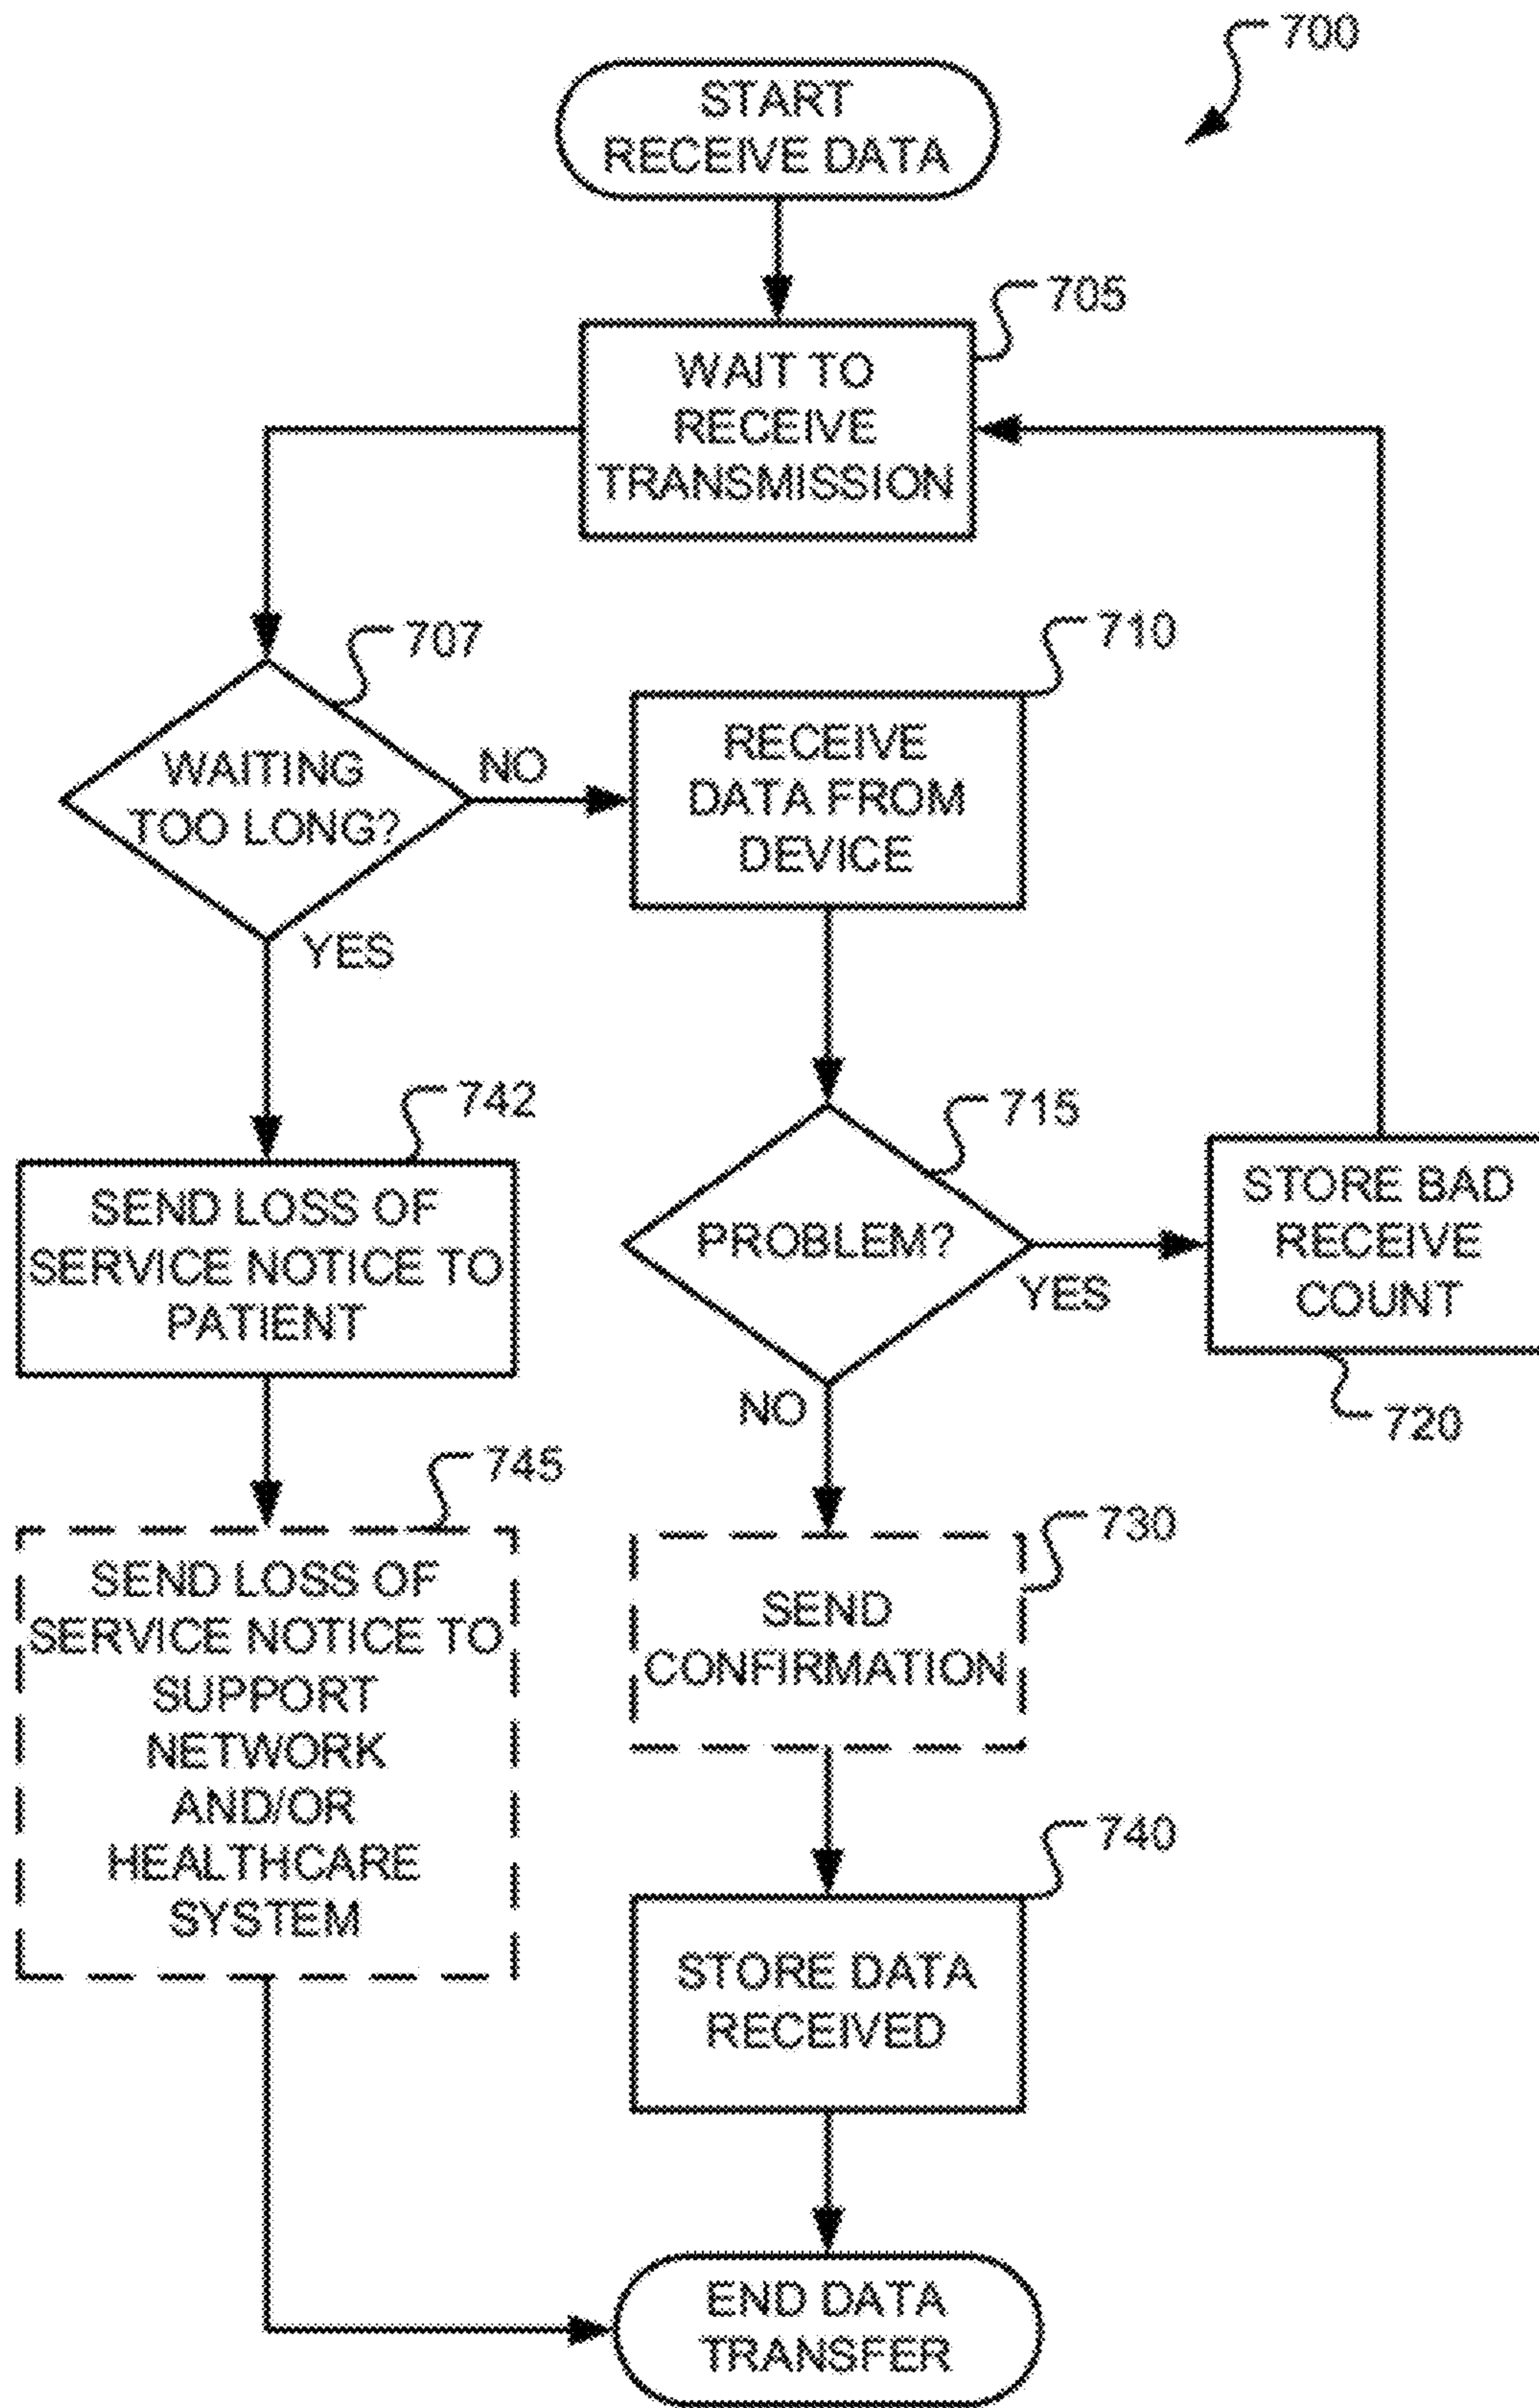 700
START
RECEIVE DATA
705
WAIT TO
RECEIVE
TRANSMISSION
707
WAITING
TOO LONG?
NO
YES
710
RECEIVE
DATA FROM
DEVICE
742
SEND LOSS OF
SERVICE NOTICE TO
PATIENT
715
PROBLEM?
YES
NO
STORE BAD
RECEIVE
COUNT
720
745
SEND LOSS OF
SERVICE NOTICE TO
SUPPORT
NETWORK
AND/OR
HEALTHCARE
SYSTEM
730
SEND
CONFIRMATION
740
STORE DATA
RECEIVED
END DATA
TRANSFER